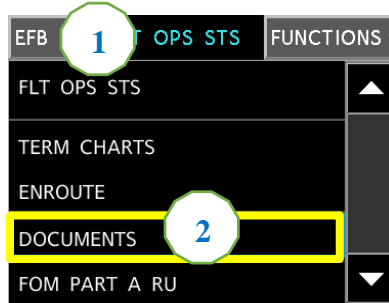 EFB 1 T OPS STS FUNCTIONS
FLT OPS STS
TERM CHARTS
ENROUTE
DOCUMENTS 2
FOM PART A RU